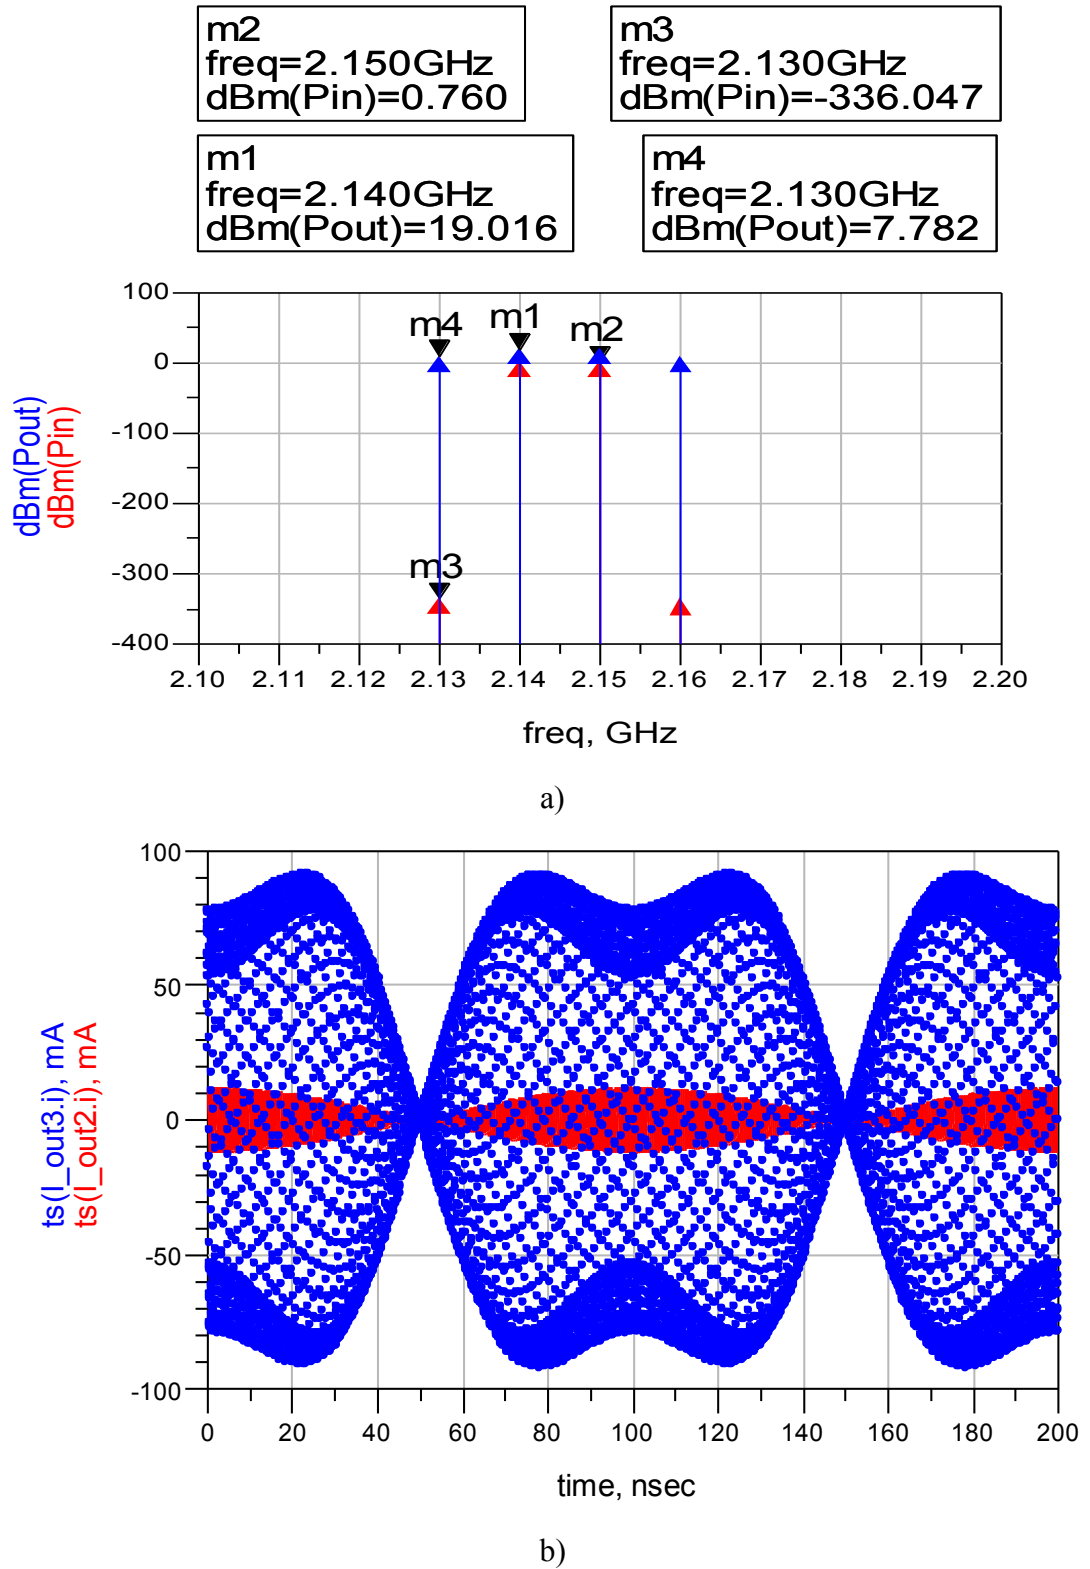 m2
freq=2.150GHz
dBm(Pin)=0.760
m3
freq=2.130GHz
dBm(Pin)=-336.047
m1
freq=2.140GHz
dBm(Pout)=19.016
m4
freq=2.130GHz
dBm(Pout)=7.782
dBm(Pout)
dBm(Pin)
100
0
-100
-200
-300
-400
m4
m1
m2
m3
2.10 2.11 2.12 2.13 2.14 2.15 2.16 2.17 2.18 2.19 2.20
freq, GHz
a)
ts(I_out3.i), mA
ts(I_out2.i), mA
100
50
0
-50
-100
0 20 40 60 80 100 120 140 160 180 200
time, nsec
b)